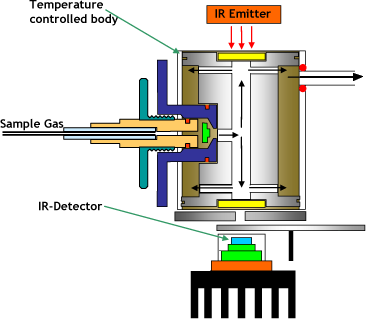 Temperature
controlled body
IR Emitter
Sample Gas
IR-Detector